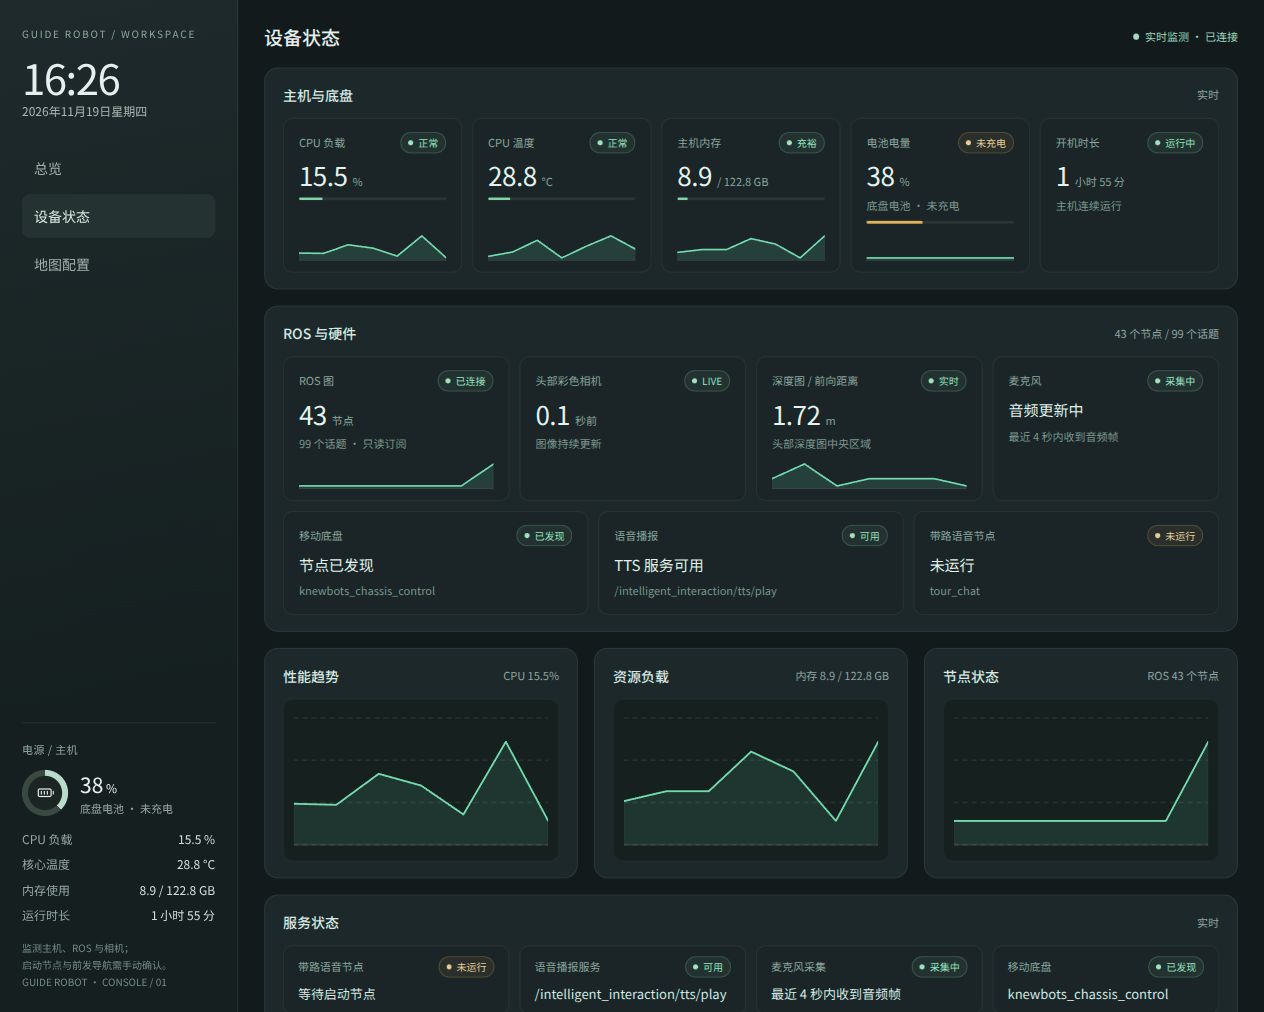 GUIDE ROBOT / WORKSPACE
16:26
2026年11月19日星期四
总览
设备状态
地图配置
电源 / 主机
38 %
底盘电池 · 未充电
CPU 负载 15.5 %
核心温度 28.8 °C
内存使用 8.9 / 122.8 GB
运行时长 1 小时 55 分
监测主机、ROS 与相机；
启动节点与前发导航需手动确认。
GUIDE ROBOT · CONSOLE / 01
设备状态
实时监测 · 已连接
主机与底盘
实时
CPU 负载 正常
15.5 %
CPU 温度 正常
28.8 °C
主机内存 充裕
8.9 / 122.8 GB
电池电量 未充电
38 %
底盘电池 · 未充电
开机时长 运行中
1 小时 55 分
主机连续运行
ROS 与硬件
43 个节点 / 99 个话题
ROS 图 已连接
43 节点
99 个话题 · 只读订阅
头部彩色相机 LIVE
0.1 秒前
图像持续更新
深度图 / 前向距离 实时
1.72 m
头部深度图中央区域
麦克风 采集中
音频更新中
最近 4 秒内收到音频帧
移动底盘 已发现
节点已发现
knewbots_chassis_control
语音播报 可用
TTS 服务可用
/intelligent_interaction/tts/play
带路语音节点 未运行
未运行
tour_chat
性能趋势 CPU 15.5%
资源负载 内存 8.9 / 122.8 GB
节点状态 ROS 43 个节点
服务状态
实时
带路语音节点 未运行
等待启动节点
语音播报服务 可用
/intelligent_interaction/tts/play
麦克风采集 采集中
最近 4 秒内收到音频帧
移动底盘 已发现
knewbots_chassis_control